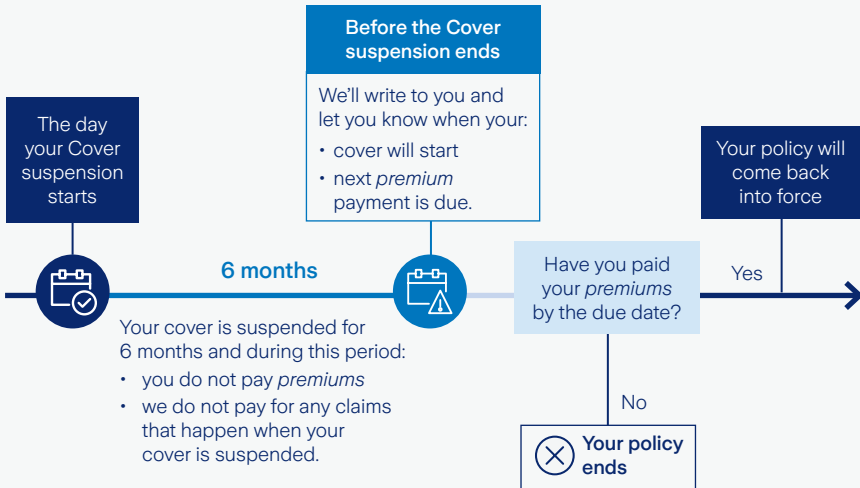 Before the Cover
suspension ends
We'll write to you and
let you know when your:
• cover will start
• next premium
payment is due.
The day
your Cover
suspension
starts
Your policy will
come back
into force
6 months
Have you paid
your premiums
by the due date?
Yes
Your cover is suspended for
6 months and during this period:
• you do not pay premiums
• we do not pay for any claims
that happen when your
cover is suspended.
No
Your policy
ends